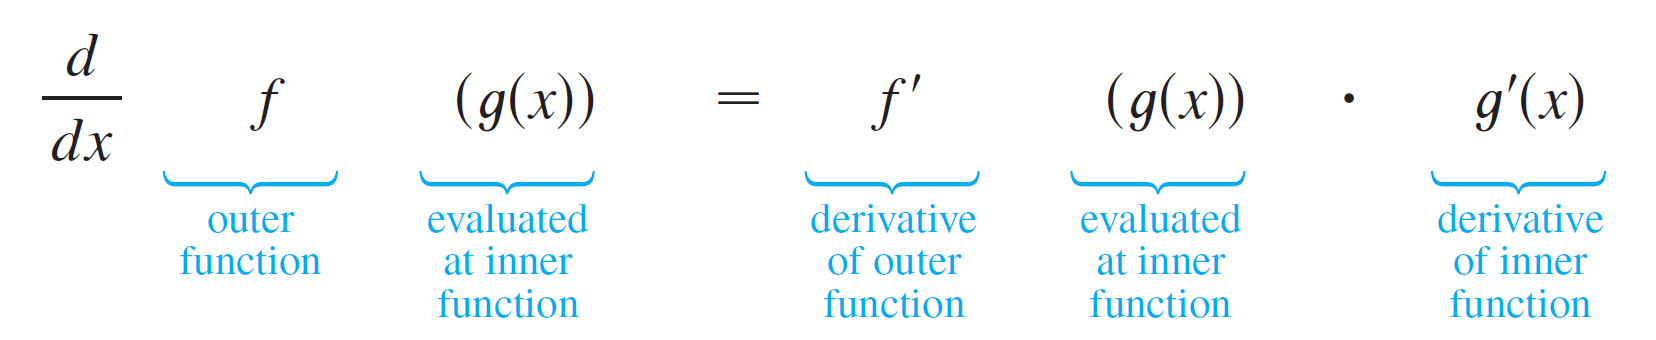 d/dx f (g(x)) = f′ (g(x)) · g′(x)
outer evaluated derivative evaluated derivative
function at inner of outer at inner of inner
function function function function